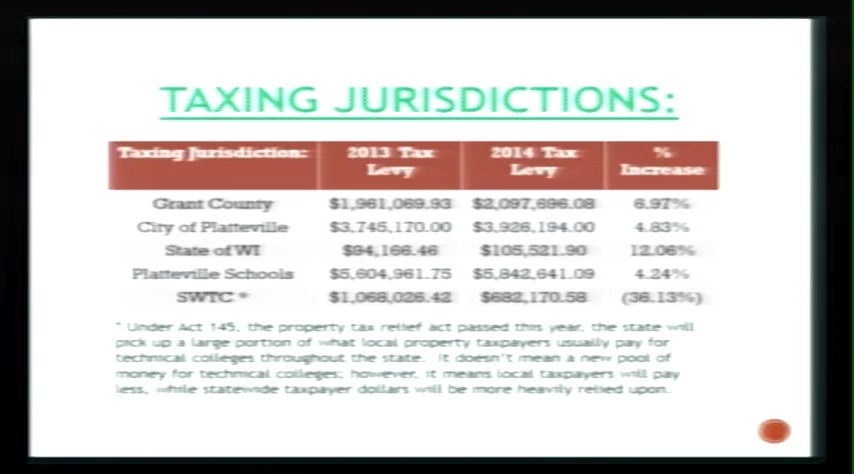 TAXING JURISDICTIONS:
Taxing Jurisdiction: 2013 Tax Levy 2014 Tax Levy % Increase
Grant County $1,961,069.93 $2,097,696.08 6.97%
City of Platteville $3,745,170.00 $3,926,194.00 4.83%
State of WI $94,166.46 $105,521.90 12.06%
Platteville Schools $5,604,961.75 $5,842,641.09 4.24%
SWTC * $1,068,026.42 $682,170.58 (36.13%)
* Under Act 145, the property tax relief act passed this year, the state will
pick up a large portion of what local property taxpayers usually pay for
technical colleges throughout the state. It doesn't mean a new pool of
money for technical colleges; however, it means local taxpayers will pay
less, while statewide taxpayer dollars will be more heavily relied upon.